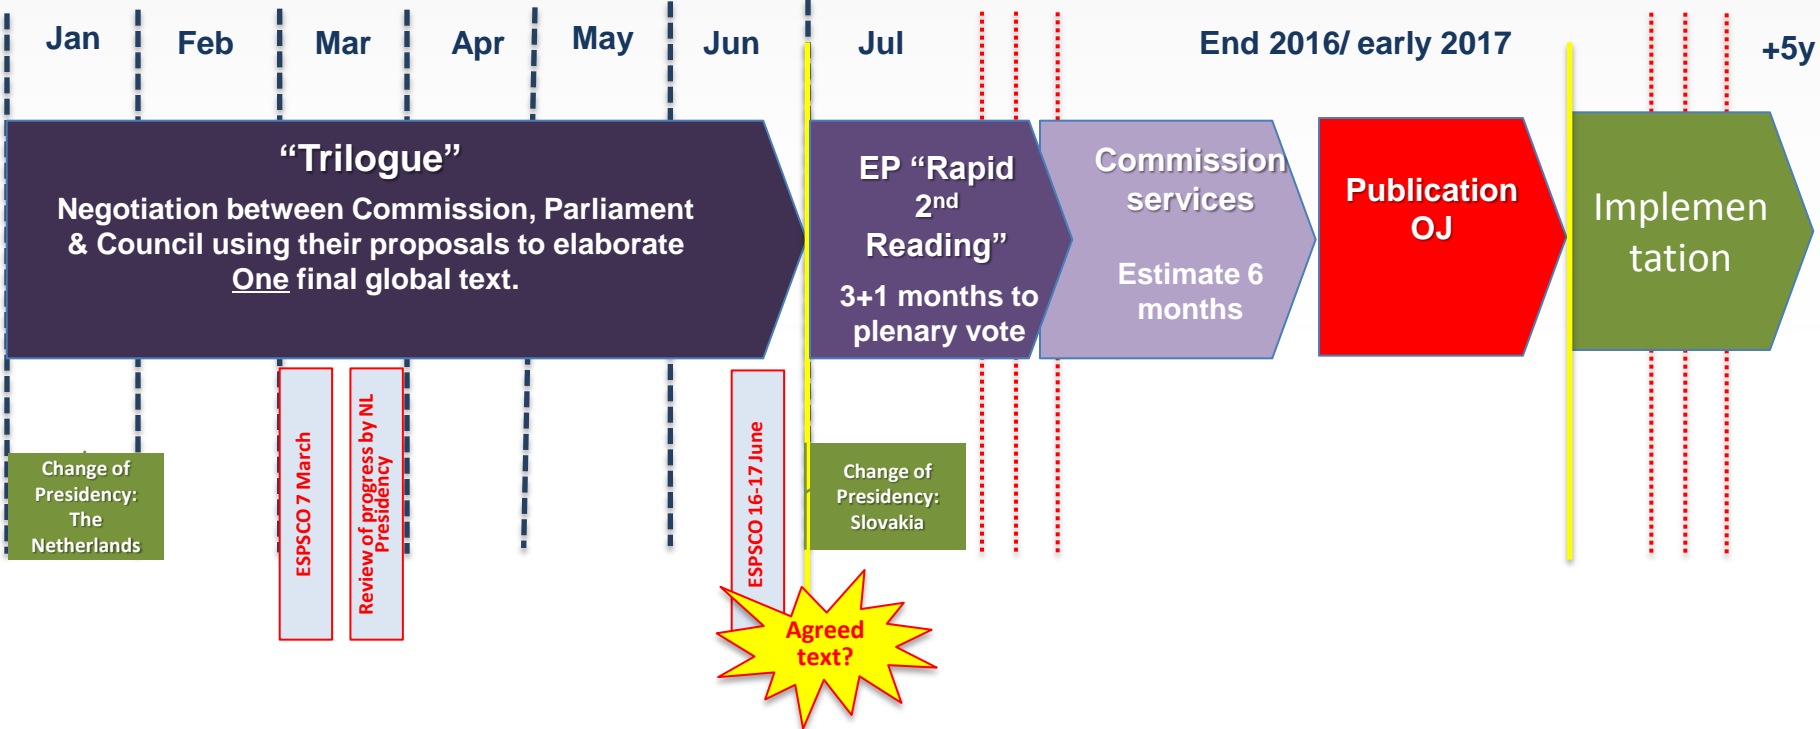 Jan
Feb
Mar
Apr
May
Jun
Jul
End 2016/ early 2017
+5y
“Trilogue”
Negotiation between Commission, Parliament
& Council using their proposals to elaborate
One final global text.
EP “Rapid
2nd
Reading”
3+1 months to
plenary vote
Commission
services
Estimate 6
months
Publication
OJ
Implemen
tation
Change of
Presidency:
The
Netherlands
ESPSCO 7 March
Review of progress by NL
Presidency
ESPSCO 16-17 June
Change of
Presidency:
Slovakia
Agreed
text?